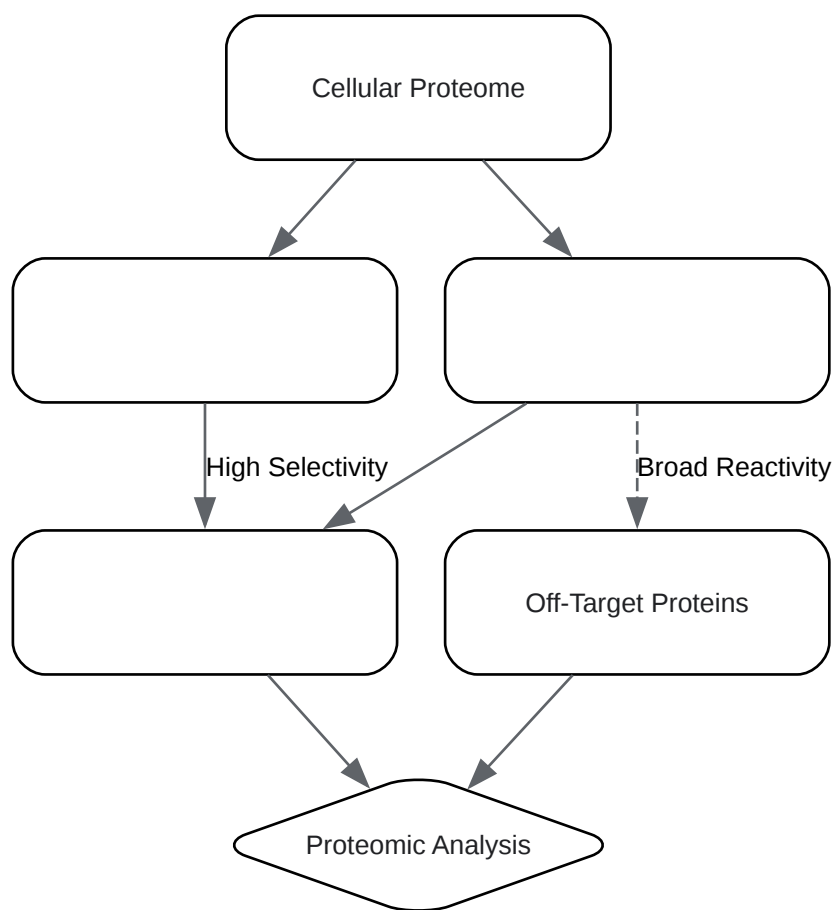 Cellular Proteome
High Selectivity
Broad Reactivity
Off-Target Proteins
Proteomic Analysis